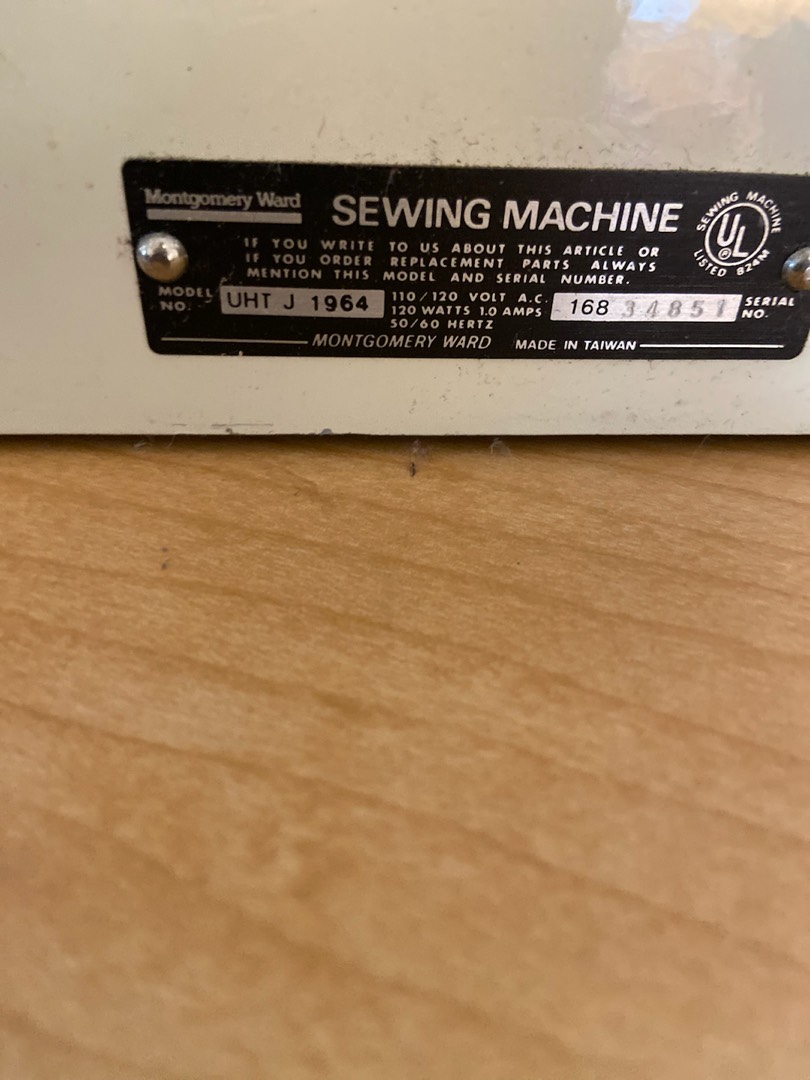 Montgomery Ward
SEWING MACHINE
IF YOU WRITE TO US ABOUT THIS ARTICLE OR
IF YOU ORDER REPLACEMENT PARTS ALWAYS
MENTION THIS MODEL AND SERIAL NUMBER.
MODEL NO. UHT J 1964
110/120 VOLT A.C.
120 WATTS 1.0 AMPS
50/60 HERTZ
168 34851 SERIAL NO.
MONTGOMERY WARD MADE IN TAIWAN
SEWING MACHINE
UL
®
LISTED 824M